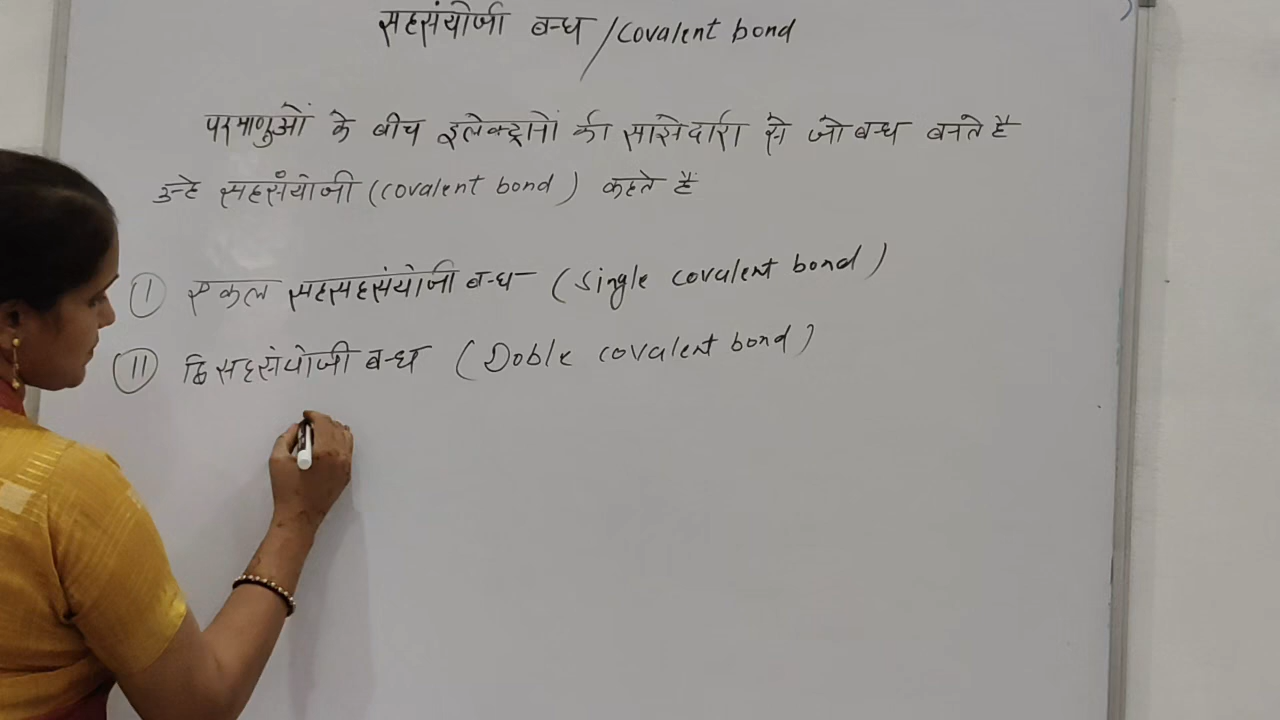 सहसंयोजी बन्ध / Covalent bond
परमाणुओं के बीच इलेक्ट्रानों की साझेदारी से जो बन्ध बनते है
उन्हे सहसंयोजी (Covalent bond) कहते हैं
I एकल सहसहसंयोजी बन्ध (Single covalent bond)
II द्विसहसंयोजी बन्ध (Doble covalent bond)